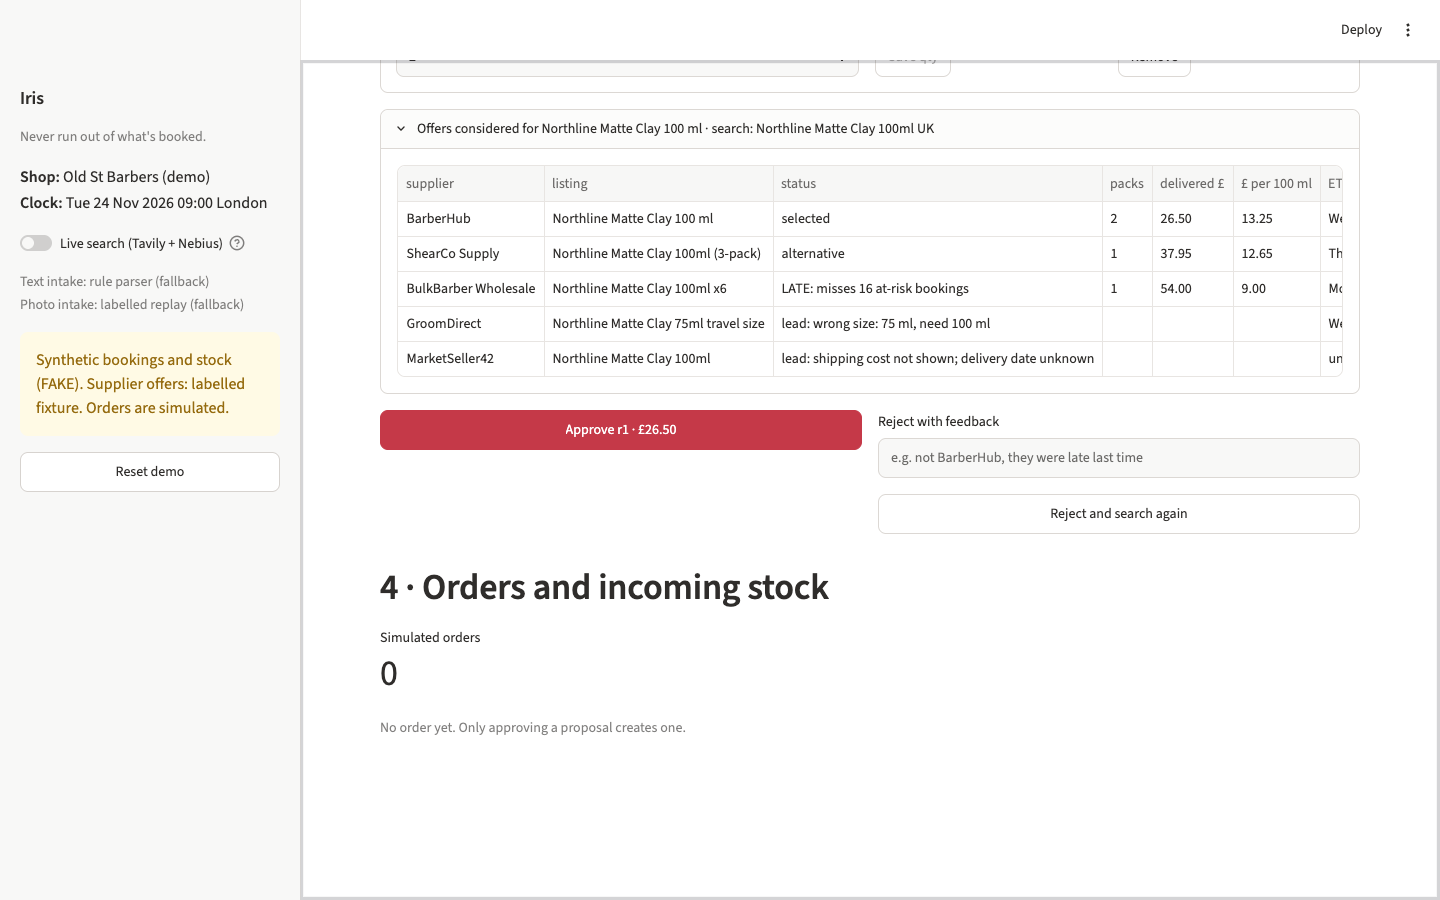 Deploy
Iris
Never run out of what's booked.
Shop: Old St Barbers (demo)
Clock: Tue 24 Nov 2026 09:00 London
Live search (Tavily + Nebius)
Text intake: rule parser (fallback)
Photo intake: labelled replay (fallback)
Synthetic bookings and stock
(FAKE). Supplier offers: labelled
fixture. Orders are simulated.
Reset demo
Offers considered for Northline Matte Clay 100 ml · search: Northline Matte Clay 100ml UK
supplier listing status packs delivered £ £ per 100 ml ET
BarberHub Northline Matte Clay 100 ml selected 2 26.50 13.25 We
ShearCo Supply Northline Matte Clay 100ml (3-pack) alternative 1 37.95 12.65 Th
BulkBarber Wholesale Northline Matte Clay 100ml x6 LATE: misses 16 at-risk bookings 1 54.00 9.00 Mo
GroomDirect Northline Matte Clay 75ml travel size lead: wrong size: 75 ml, need 100 ml We
MarketSeller42 Northline Matte Clay 100ml lead: shipping cost not shown; delivery date unknown un
Approve r1 · £26.50
Reject with feedback
e.g. not BarberHub, they were late last time
Reject and search again
4 · Orders and incoming stock
Simulated orders
0
No order yet. Only approving a proposal creates one.